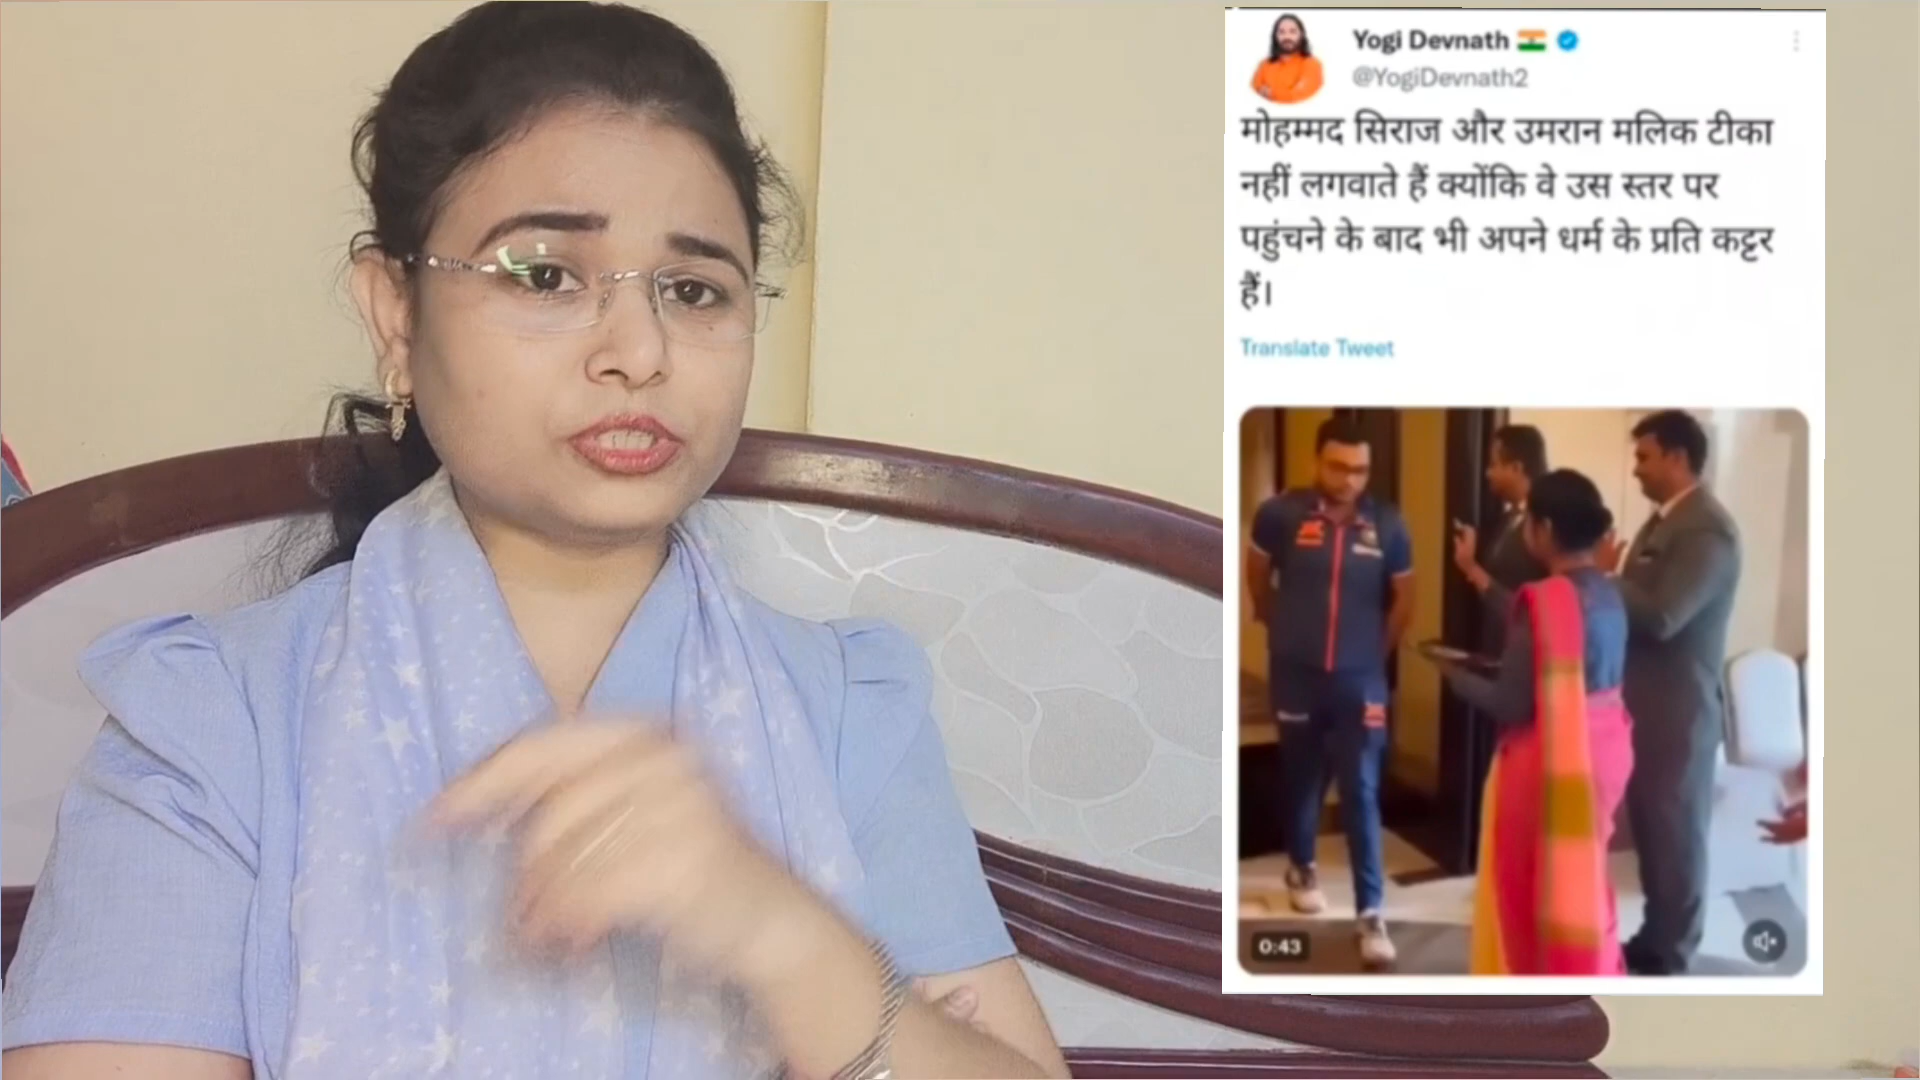 Yogi Devnath
@YogiDevnath2
मोहम्मद सिराज और उमरान मलिक टीका
नहीं लगवाते हैं क्योंकि वे उस स्तर पर
पहुंचने के बाद भी अपने धर्म के प्रति कट्टर
हैं।
Translate Tweet
0:43